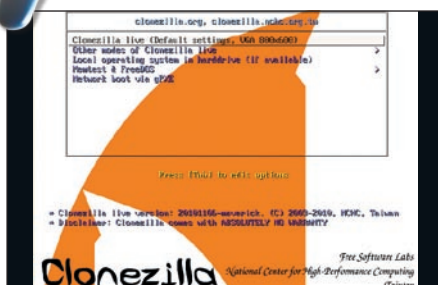 clonezilla.org, clonezilla.nchc.org.tw
Clonezilla live (Default settings, VGA 800x600)
Other modes of Clonezilla live >
Local operating system in harddrive (if available)
Memtest & FreeDOS >
Network boot via gPXE
Press [Tab] to edit options
* Clonezilla live version: 20101106-maverick. (C) 2003-2010, NCHC, Taiwan
* Disclaimer: Clonezilla comes with ABSOLUTELY NO WARRANTY
Free Software Labs
Clonezilla National Center for High-Performance Computing
Taiwan